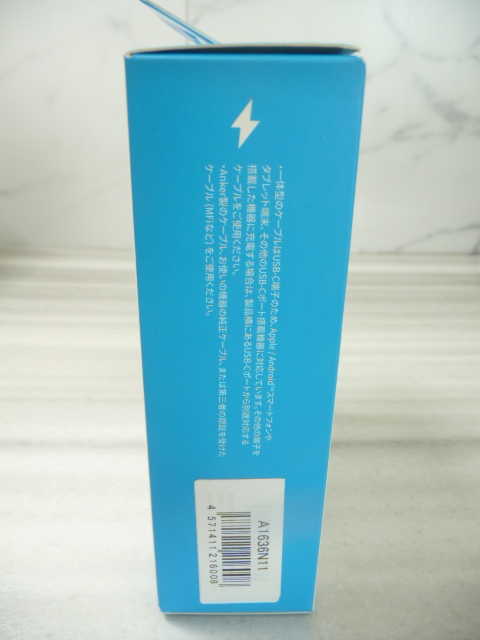 ・一体型のケーブルはUSB-C端子のため、Apple / Android™スマートフォンや
タブレット端末、その他のUSB-Cポート搭載機器に対応しています。その他の端子を
搭載した機器に充電する場合は、製品横にあるUSB-Cポートから別途対応する
ケーブルをご使用ください。
・Anker製のケーブル、お使いの機器の純正ケーブル、または第三者の認証を受けた
ケーブル (MFiなど) をご使用ください。
A1636N11
4 571411 216008